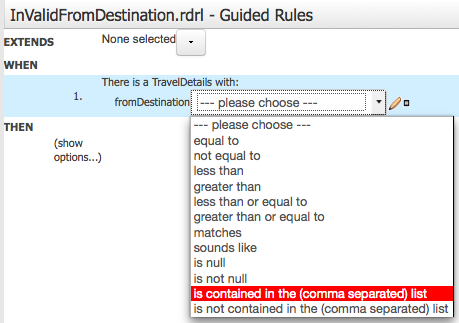 InValidFromDestination.rdrl - Guided Rules
EXTENDS None selected
WHEN
There is a TravelDetails with:
1. fromDestination --- please choose ---
--- please choose ---
equal to
not equal to
less than
greater than
less than or equal to
greater than or equal to
matches
sounds like
is null
is not null
is contained in the (comma separated) list
is not contained in the (comma separated) list
THEN
(show
options...)